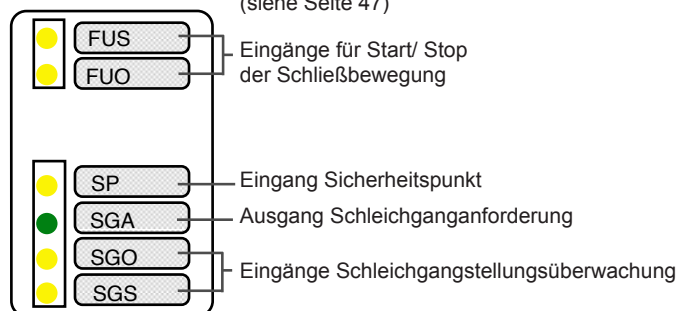 (siehe Seite 47)
FUS
FUO
Eingänge für Start/ Stop
der Schließbewegung
SP
Eingang Sicherheitspunkt
SGA
Ausgang Schleichganganforderung
SGO
SGS
Eingänge Schleichgangstellungsüberwachung